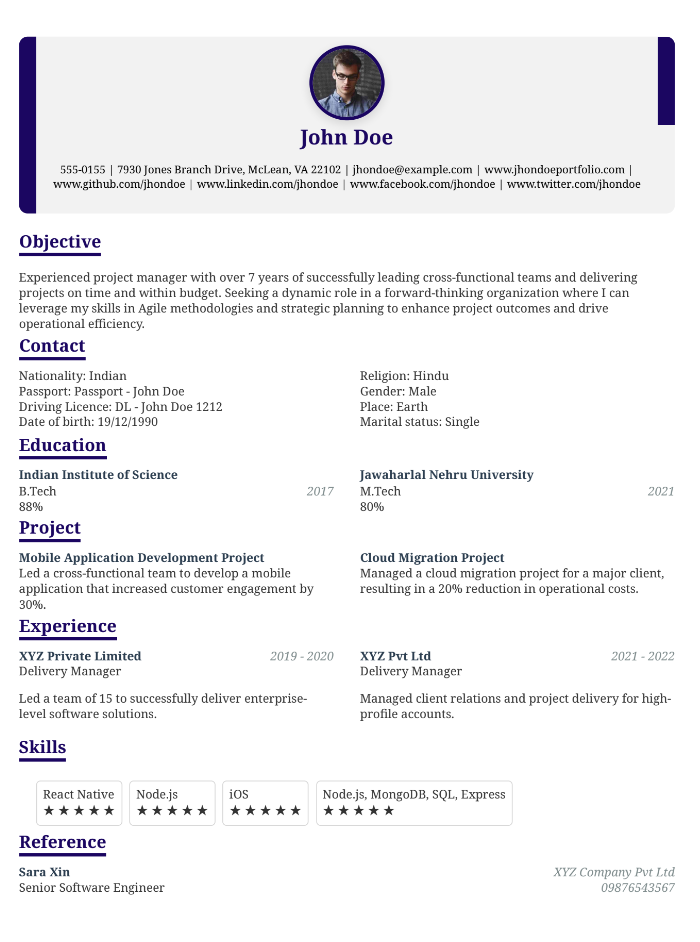 John Doe
555-0155 | 7930 Jones Branch Drive, McLean, VA 22102 | jhondoe@example.com | www.jhondoeportfolio.com |
www.github.com/jhondoe | www.linkedin.com/jhondoe | www.facebook.com/jhondoe | www.twitter.com/jhondoe
Objective
Experienced project manager with over 7 years of successfully leading cross-functional teams and delivering
projects on time and within budget. Seeking a dynamic role in a forward-thinking organization where I can
leverage my skills in Agile methodologies and strategic planning to enhance project outcomes and drive
operational efficiency.
Contact
Nationality: Indian
Passport: Passport - John Doe
Driving Licence: DL - John Doe 1212
Date of birth: 19/12/1990
Religion: Hindu
Gender: Male
Place: Earth
Marital status: Single
Education
Indian Institute of Science
B.Tech 2017
88%
Jawaharlal Nehru University
M.Tech 2021
80%
Project
Mobile Application Development Project
Led a cross-functional team to develop a mobile
application that increased customer engagement by
30%.
Cloud Migration Project
Managed a cloud migration project for a major client,
resulting in a 20% reduction in operational costs.
Experience
XYZ Private Limited 2019 - 2020
Delivery Manager
Led a team of 15 to successfully deliver enterprise-
level software solutions.
XYZ Pvt Ltd 2021 - 2022
Delivery Manager
Managed client relations and project delivery for high-
profile accounts.
Skills
React Native
★ ★ ★ ★ ★
Node.js
★ ★ ★ ★ ★
iOS
★ ★ ★ ★ ★
Node.js, MongoDB, SQL, Express
★ ★ ★ ★ ★
Reference
Sara Xin
Senior Software Engineer
XYZ Company Pvt Ltd
09876543567